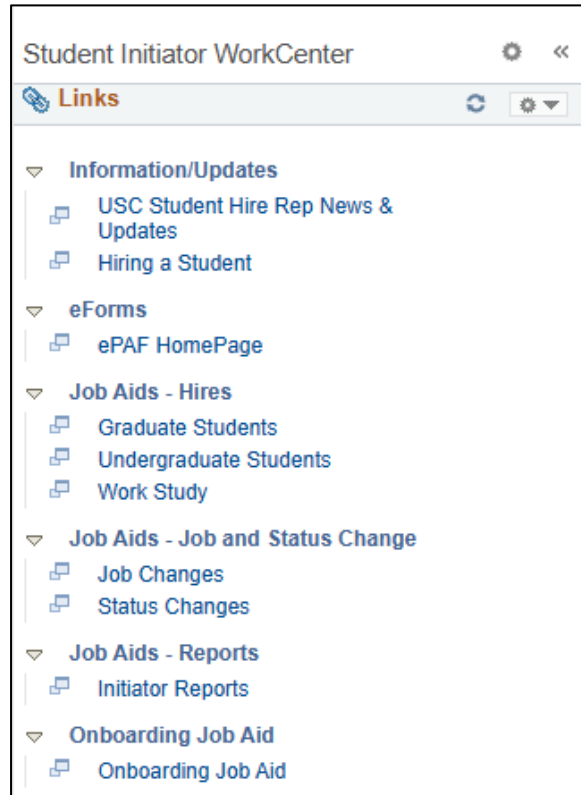 Student Initiator WorkCenter
Links
Information/Updates
USC Student Hire Rep News &
Updates
Hiring a Student
eForms
ePAF HomePage
Job Aids - Hires
Graduate Students
Undergraduate Students
Work Study
Job Aids - Job and Status Change
Job Changes
Status Changes
Job Aids - Reports
Initiator Reports
Onboarding Job Aid
Onboarding Job Aid